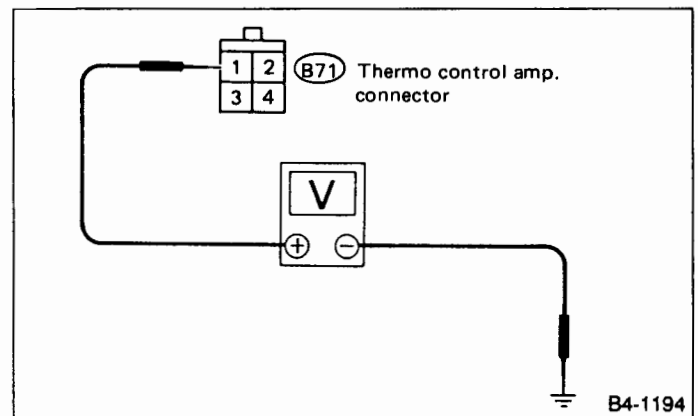 1 2
3 4
B71 Thermo control amp.
connector
V
+ −
B4-1194